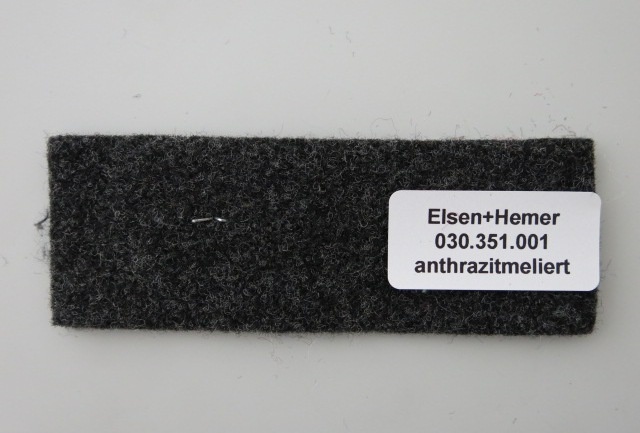 Elsen+Hemer
030.351.001
anthrazitmeliert